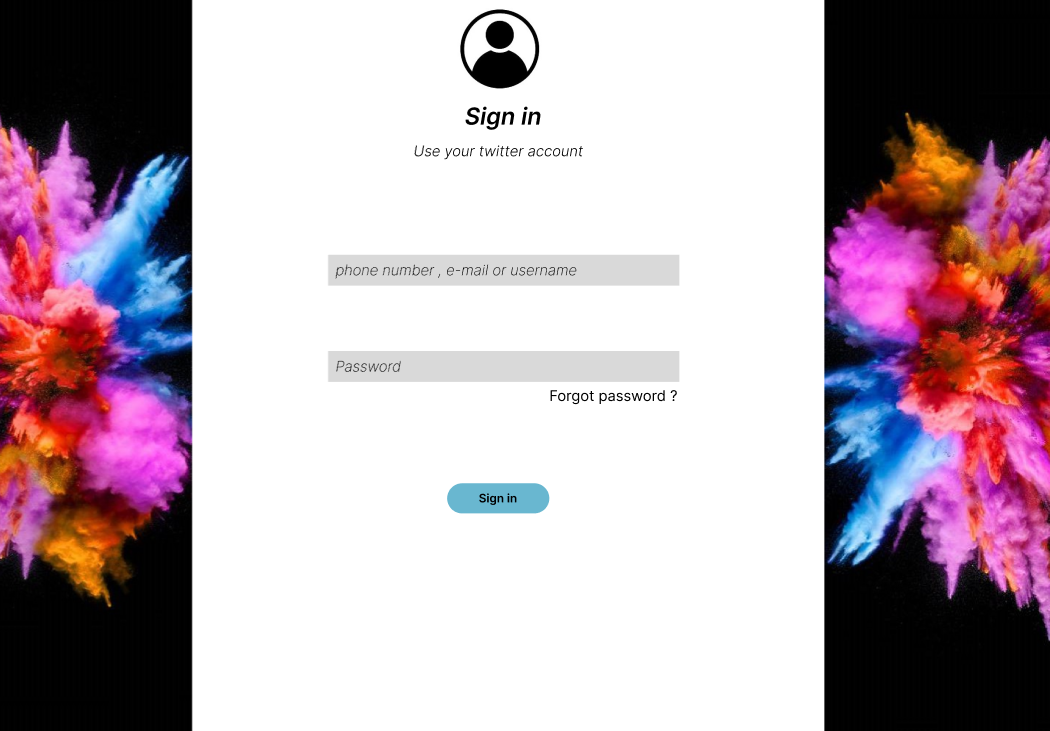 Sign in
Use your twitter account
phone number , e-mail or username
Password
Forgot password ?
Sign in